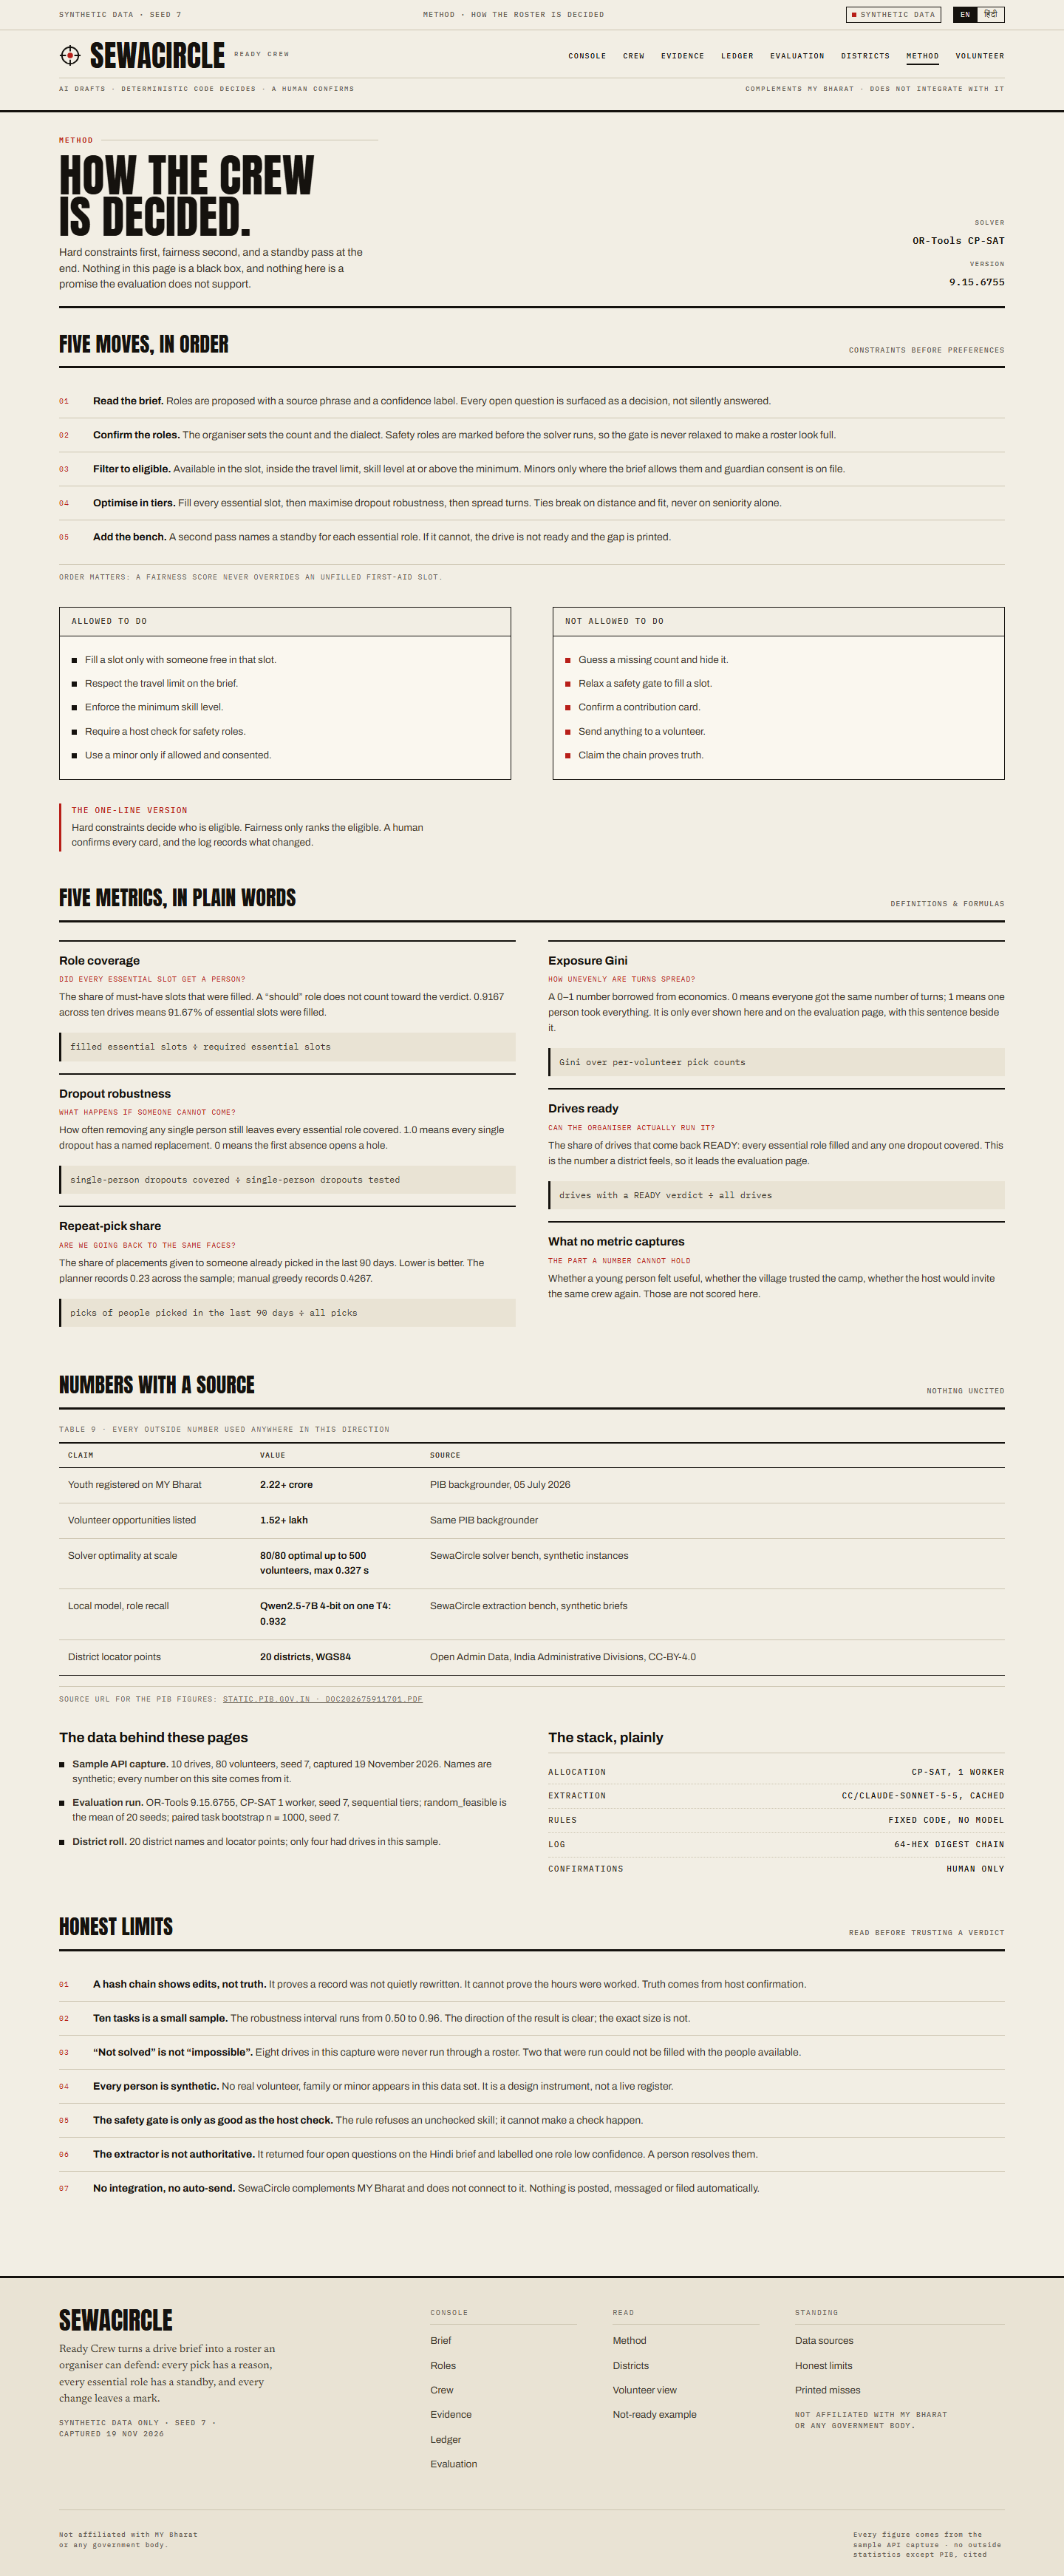 SYNTHETIC DATA · SEED 7
METHOD · HOW THE ROSTER IS DECIDED
SYNTHETIC DATA
EN
हिंदी
SEWACIRCLE
READY CREW
CONSOLE
CREW
EVIDENCE
LEDGER
EVALUATION
DISTRICTS
METHOD
VOLUNTEER
AI DRAFTS · DETERMINISTIC CODE DECIDES · A HUMAN CONFIRMS
COMPLEMENTS MY BHARAT · DOES NOT INTEGRATE WITH IT
METHOD
HOW THE CREW
IS DECIDED.
Hard constraints first, fairness second, and a standby pass at the
end. Nothing in this page is a black box, and nothing here is a
promise the evaluation does not support.
SOLVER
OR-Tools CP-SAT
VERSION
9.15.6755
FIVE MOVES, IN ORDER
CONSTRAINTS BEFORE PREFERENCES
01 Read the brief. Roles are proposed with a source phrase and a confidence label. Every open question is surfaced as a decision, not silently answered.
02 Confirm the roles. The organiser sets the count and the dialect. Safety roles are marked before the solver runs, so the gate is never relaxed to make a roster look full.
03 Filter to eligible. Available in the slot, inside the travel limit, skill level at or above the minimum. Minors only where the brief allows them and guardian consent is on file.
04 Optimise in tiers. Fill every essential slot, then maximise dropout robustness, then spread turns. Ties break on distance and fit, never on seniority alone.
05 Add the bench. A second pass names a standby for each essential role. If it cannot, the drive is not ready and the gap is printed.
ORDER MATTERS: A FAIRNESS SCORE NEVER OVERRIDES AN UNFILLED FIRST-AID SLOT.
ALLOWED TO DO
Fill a slot only with someone free in that slot.
Respect the travel limit on the brief.
Enforce the minimum skill level.
Require a host check for safety roles.
Use a minor only if allowed and consented.
NOT ALLOWED TO DO
Guess a missing count and hide it.
Relax a safety gate to fill a slot.
Confirm a contribution card.
Send anything to a volunteer.
Claim the chain proves truth.
THE ONE-LINE VERSION
Hard constraints decide who is eligible. Fairness only ranks the eligible. A human
confirms every card, and the log records what changed.
FIVE METRICS, IN PLAIN WORDS
DEFINITIONS & FORMULAS
Role coverage
DID EVERY ESSENTIAL SLOT GET A PERSON?
The share of must-have slots that were filled. A “should” role does not count toward the verdict. 0.9167
across ten drives means 91.67% of essential slots were filled.
filled essential slots ÷ required essential slots
Dropout robustness
WHAT HAPPENS IF SOMEONE CANNOT COME?
How often removing any single person still leaves every essential role covered. 1.0 means every single
dropout has a named replacement. 0 means the first absence opens a hole.
single-person dropouts covered ÷ single-person dropouts tested
Repeat-pick share
ARE WE GOING BACK TO THE SAME FACES?
The share of placements given to someone already picked in the last 90 days. Lower is better. The
planner records 0.23 across the sample; manual greedy records 0.4267.
picks of people picked in the last 90 days ÷ all picks
Exposure Gini
HOW UNEVENLY ARE TURNS SPREAD?
A 0–1 number borrowed from economics. 0 means everyone got the same number of turns; 1 means one
person took everything. It is only ever shown here and on the evaluation page, with this sentence beside
it.
Gini over per-volunteer pick counts
Drives ready
CAN THE ORGANISER ACTUALLY RUN IT?
The share of drives that come back READY: every essential role filled and any one dropout covered. This
is the number a district feels, so it leads the evaluation page.
drives with a READY verdict ÷ all drives
What no metric captures
THE PART A NUMBER CANNOT HOLD
Whether a young person felt useful, whether the village trusted the camp, whether the host would invite
the same crew again. Those are not scored here.
NUMBERS WITH A SOURCE
NOTHING UNCITED
TABLE 9 · EVERY OUTSIDE NUMBER USED ANYWHERE IN THIS DIRECTION
CLAIM VALUE SOURCE
Youth registered on MY Bharat 2.22+ crore PIB backgrounder, 05 July 2026
Volunteer opportunities listed 1.52+ lakh Same PIB backgrounder
Solver optimality at scale 80/80 optimal up to 500 SewaCircle solver bench, synthetic instances
volunteers, max 0.327 s
Local model, role recall Qwen2.5-7B 4-bit on one T4: SewaCircle extraction bench, synthetic briefs
0.932
District locator points 20 districts, WGS84 Open Admin Data, India Administrative Divisions, CC-BY-4.0
SOURCE URL FOR THE PIB FIGURES: STATIC.PIB.GOV.IN · DOC202675911701.PDF
The data behind these pages
Sample API capture. 10 drives, 80 volunteers, seed 7, captured 19 November 2026. Names are
synthetic; every number on this site comes from it.
Evaluation run. OR-Tools 9.15.6755, CP-SAT 1 worker, seed 7, sequential tiers; random_feasible is
the mean of 20 seeds; paired task bootstrap n = 1000, seed 7.
District roll. 20 district names and locator points; only four had drives in this sample.
The stack, plainly
ALLOCATION CP-SAT, 1 WORKER
EXTRACTION CC/CLAUDE-SONNET-5-5, CACHED
RULES FIXED CODE, NO MODEL
LOG 64-HEX DIGEST CHAIN
CONFIRMATIONS HUMAN ONLY
HONEST LIMITS
READ BEFORE TRUSTING A VERDICT
01 A hash chain shows edits, not truth. It proves a record was not quietly rewritten. It cannot prove the hours were worked. Truth comes from host confirmation.
02 Ten tasks is a small sample. The robustness interval runs from 0.50 to 0.96. The direction of the result is clear; the exact size is not.
03 “Not solved” is not “impossible”. Eight drives in this capture were never run through a roster. Two that were run could not be filled with the people available.
04 Every person is synthetic. No real volunteer, family or minor appears in this data set. It is a design instrument, not a live register.
05 The safety gate is only as good as the host check. The rule refuses an unchecked skill; it cannot make a check happen.
06 The extractor is not authoritative. It returned four open questions on the Hindi brief and labelled one role low confidence. A person resolves them.
07 No integration, no auto-send. SewaCircle complements MY Bharat and does not connect to it. Nothing is posted, messaged or filed automatically.
SEWACIRCLE
Ready Crew turns a drive brief into a roster an
organiser can defend: every pick has a reason,
every essential role has a standby, and every
change leaves a mark.
SYNTHETIC DATA ONLY · SEED 7 ·
CAPTURED 19 NOV 2026
CONSOLE
Brief
Roles
Crew
Evidence
Ledger
Evaluation
READ
Method
Districts
Volunteer view
Not-ready example
STANDING
Data sources
Honest limits
Printed misses
NOT AFFILIATED WITH MY BHARAT
OR ANY GOVERNMENT BODY.
Not affiliated with MY Bharat
or any government body.
Every figure comes from the
sample API capture · no outside
statistics except PIB, cited